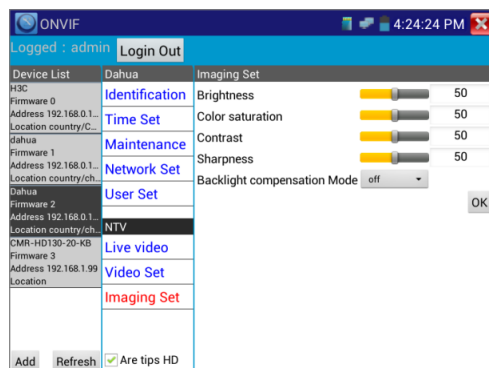 ONVIF
4:24:24 PM
Logged : admin
Login Out
Device List
H3C
Firmware 0
Address 192.168.0.1...
Location country/C...
dahua
Firmware 1
Address 192.168.0.1...
Location country/ch...
Dahua
Firmware 2
Address 192.168.0.1...
Location country/ch...
CMR-HD130-20-KB
Firmware 3
Address 192.168.1.99
Location
Add
Refresh
Dahua
Identification
Time Set
Maintenance
Network Set
User Set
NTV
Live video
Video Set
Imaging Set
Are tips HD
Imaging Set
Brightness 50
Color saturation 50
Contrast 50
Sharpness 50
Backlight compensation Mode off
OK